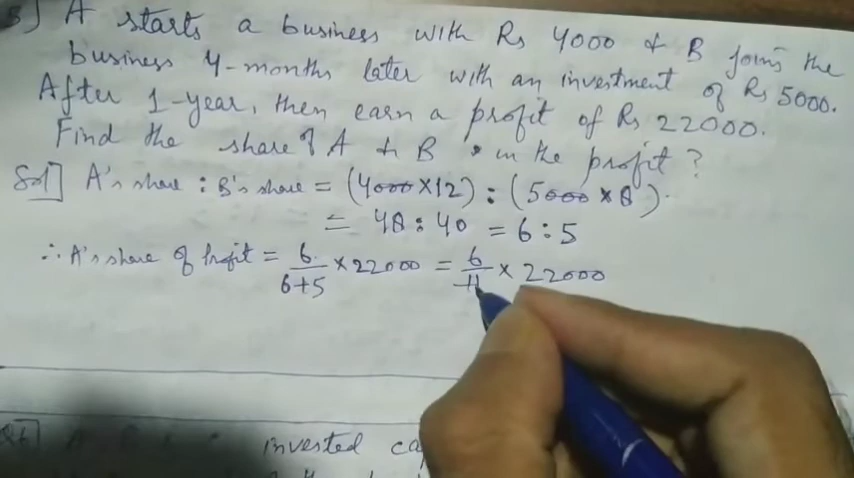 5) A starts a business with Rs 4000 & B joins the
business 4-months later with an investment of Rs 5000.
After 1-year, then earn a profit of Rs 22000.
Find the share of A & B in the profit ?
Sol] A's share : B's share = (4000 × 12) : (5000 × 8).
= 48 : 40 = 6 : 5
∴ A's share of Profit = 6/6+5 × 22000 = 6/11 × 22000
invested